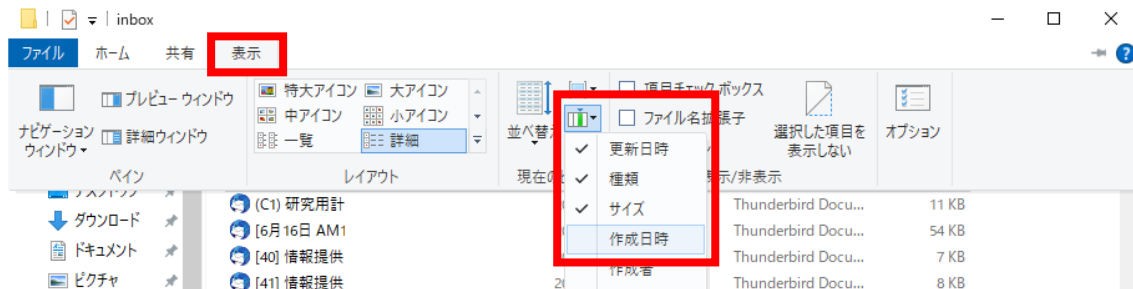 inbox
ファイル ホーム 共有 表示
プレビュー ウィンドウ
詳細ウィンドウ
ナビゲーション
ウィンドウ
ペイン
特大アイコン 大アイコン
中アイコン 小アイコン
一覧 詳細
レイアウト
並べ替え
現在の
項目チェック ボックス
ファイル名拡張子
選択した項目を
表示しない
表示/非表示
オプション
更新日時
種類
サイズ
作成日時
作成者
デスクトップ
ダウンロード
ドキュメント
ピクチャ
(C1) 研究用計 Thunderbird Docu... 11 KB
[6月16日 AM1 Thunderbird Docu... 54 KB
[40] 情報提供 Thunderbird Docu... 7 KB
[41] 情報提供 Thunderbird Docu... 8 KB